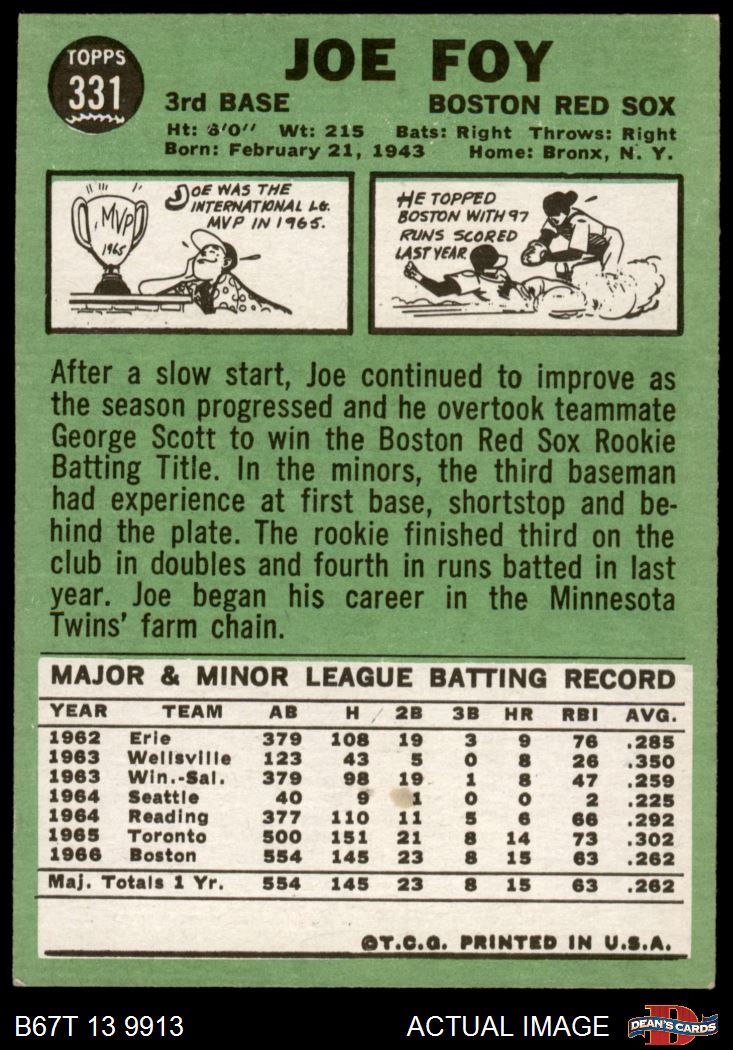 TOPPS
331
JOE FOY
3rd BASE BOSTON RED SOX
Ht: 6'0" Wt: 215 Bats: Right Throws: Right
Born: February 21, 1943 Home: Bronx, N. Y.
MVP
1965
JOE WAS THE
INTERNATIONAL LG.
MVP IN 1965.
HE TOPPED
BOSTON WITH 97
RUNS SCORED
LAST YEAR
After a slow start, Joe continued to improve as
the season progressed and he overtook teammate
George Scott to win the Boston Red Sox Rookie
Batting Title. In the minors, the third baseman
had experience at first base, shortstop and be-
hind the plate. The rookie finished third on the
club in doubles and fourth in runs batted in last
year. Joe began his career in the Minnesota
Twins' farm chain.
MAJOR & MINOR LEAGUE BATTING RECORD
YEAR TEAM AB H 2B 3B HR RBI AVG.
1962 Erie 379 108 19 3 9 76 .285
1963 Wellsville 123 43 5 0 8 26 .350
1963 Win.-Sal. 379 98 19 1 8 47 .259
1964 Seattle 40 9 1 0 0 2 .225
1964 Reading 377 110 11 5 6 66 .292
1965 Toronto 500 151 21 8 14 73 .302
1966 Boston 554 145 23 8 15 63 .262
Maj. Totals 1 Yr. 554 145 23 8 15 63 .262
©T.C.G. PRINTED IN U.S.A.
B67T 13 9913 ACTUAL IMAGE
D
DEAN'S CARDS